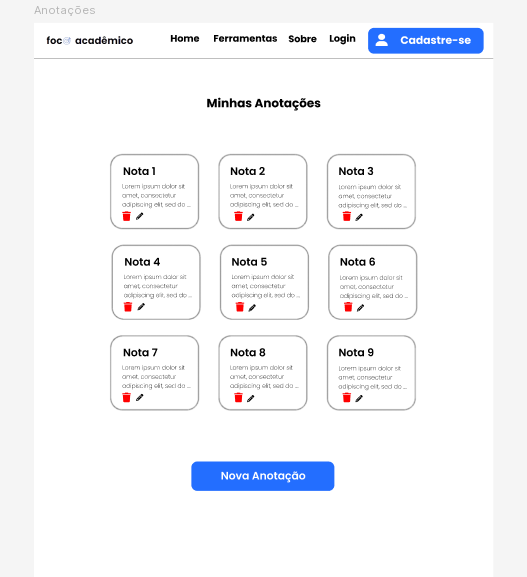 Anotações
foco acadêmico
Home Ferramentas Sobre Login Cadastre-se
Minhas Anotações
Nota 1
Lorem ipsum dolor sit
amet, consectetur
adipiscing elit, sed do ...
Nota 2
Lorem ipsum dolor sit
amet, consectetur
adipiscing elit, sed do ...
Nota 3
Lorem ipsum dolor sit
amet, consectetur
adipiscing elit, sed do ...
Nota 4
Lorem ipsum dolor sit
amet, consectetur
adipiscing elit, sed do ...
Nota 5
Lorem ipsum dolor sit
amet, consectetur
adipiscing elit, sed do ...
Nota 6
Lorem ipsum dolor sit
amet, consectetur
adipiscing elit, sed do ...
Nota 7
Lorem ipsum dolor sit
amet, consectetur
adipiscing elit, sed do ...
Nota 8
Lorem ipsum dolor sit
amet, consectetur
adipiscing elit, sed do ...
Nota 9
Lorem ipsum dolor sit
amet, consectetur
adipiscing elit, sed do ...
Nova Anotação